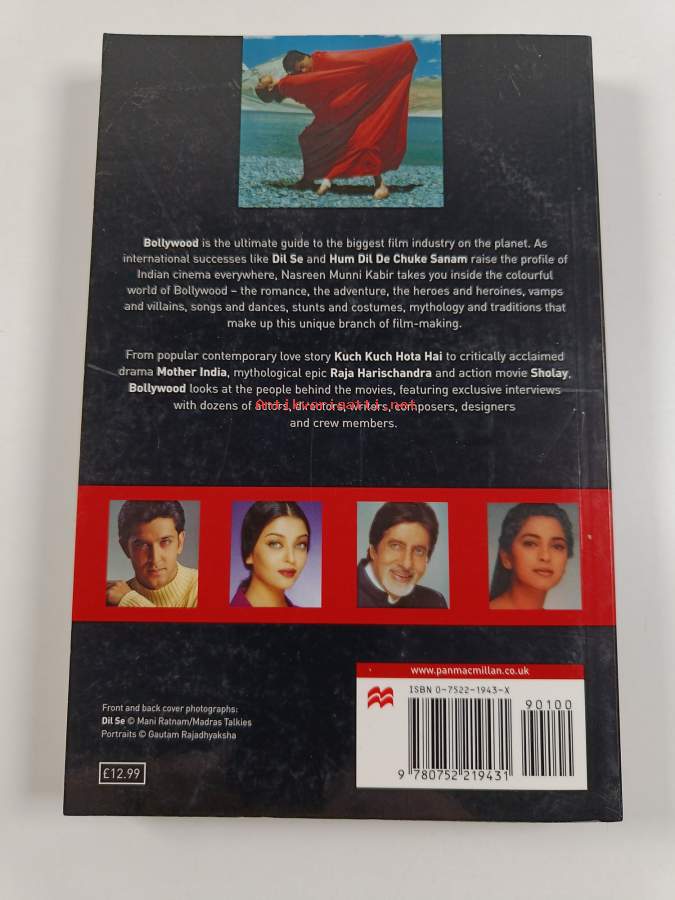 Bollywood is the ultimate guide to the biggest film industry on the planet. As
international successes like Dil Se and Hum Dil De Chuke Sanam raise the profile of
Indian cinema everywhere, Nasreen Munni Kabir takes you inside the colourful
world of Bollywood – the romance, the adventure, the heroes and heroines, vamps
and villains, songs and dances, stunts and costumes, mythology and traditions that
make up this unique branch of film-making.
From popular contemporary love story Kuch Kuch Hota Hai to critically acclaimed
drama Mother India, mythological epic Raja Harischandra and action movie Sholay,
Bollywood looks at the people behind the movies, featuring exclusive interviews
with dozens of actors, directors, writers, composers, designers
Antikvariaatti.net
and crew members.
www.panmacmillan.co.uk
ISBN 0-7522-1943-X
90100
9 780752 219431
Front and back cover photographs:
Dil Se © Mani Ratnam/Madras Talkies
Portraits © Gautam Rajadhyaksha
£12.99